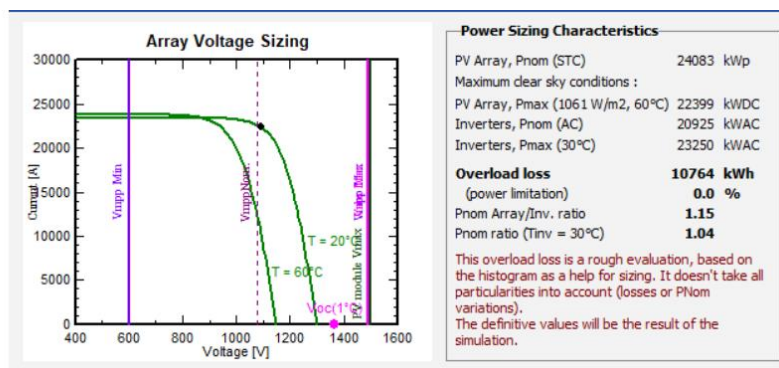 Array Voltage Sizing
30000
25000
20000
15000
10000
5000
0
Current [A]
Vmpp Min
VmppNom.
PV module Vmax
T = 20°C
T = 60°C
Voc(1°C)
400
600
800
1000
1200
1400
1600
Voltage [V]
Power Sizing Characteristics
PV Array, Pnom (STC) 24083 kWp
Maximum clear sky conditions :
PV Array, Pmax (1061 W/m2, 60°C) 22399 kWDC
Inverters, Pnom (AC) 20925 kWAC
Inverters, Pmax (30°C) 23250 kWAC
Overload loss 10764 kWh
(power limitation) 0.0 %
Pnom Array/Inv. ratio 1.15
Pnom ratio (Tinv = 30°C) 1.04
This overload loss is a rough evaluation, based on
the histogram as a help for sizing. It doesn't take all
particularities into account (losses or PNom
variations).
The definitive values will be the result of the
simulation.